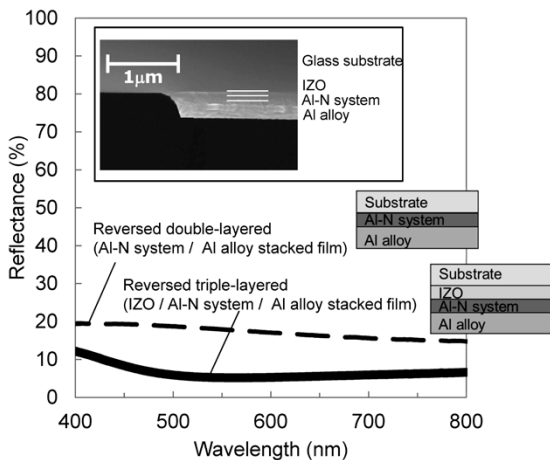 100
90
80
70
60
50
40
30
20
10
0
Reflectance (%)
1μm
Glass substrate
IZO
Al-N system
Al alloy
Substrate
Al-N system
Al alloy
Reversed double-layered
(Al-N system / Al alloy stacked film)
Substrate
IZO
Al-N system
Al alloy
Reversed triple-layered
(IZO / Al-N system / Al alloy stacked film)
400
500
600
700
800
Wavelength (nm)